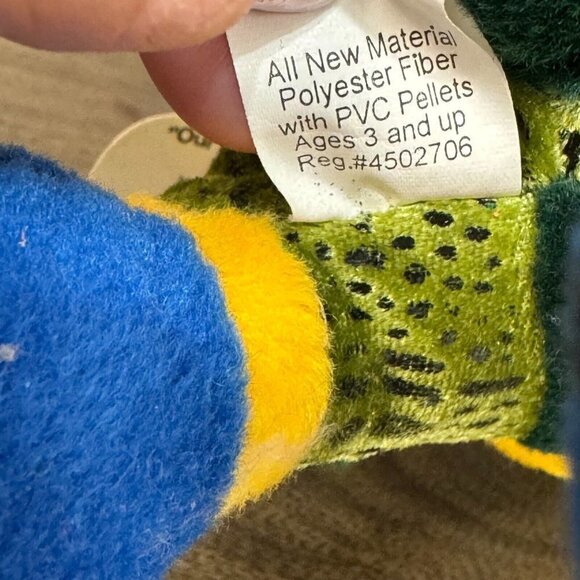 All New Material
Polyester Fiber
with PVC Pellets
Ages 3 and up
Reg.#4502706